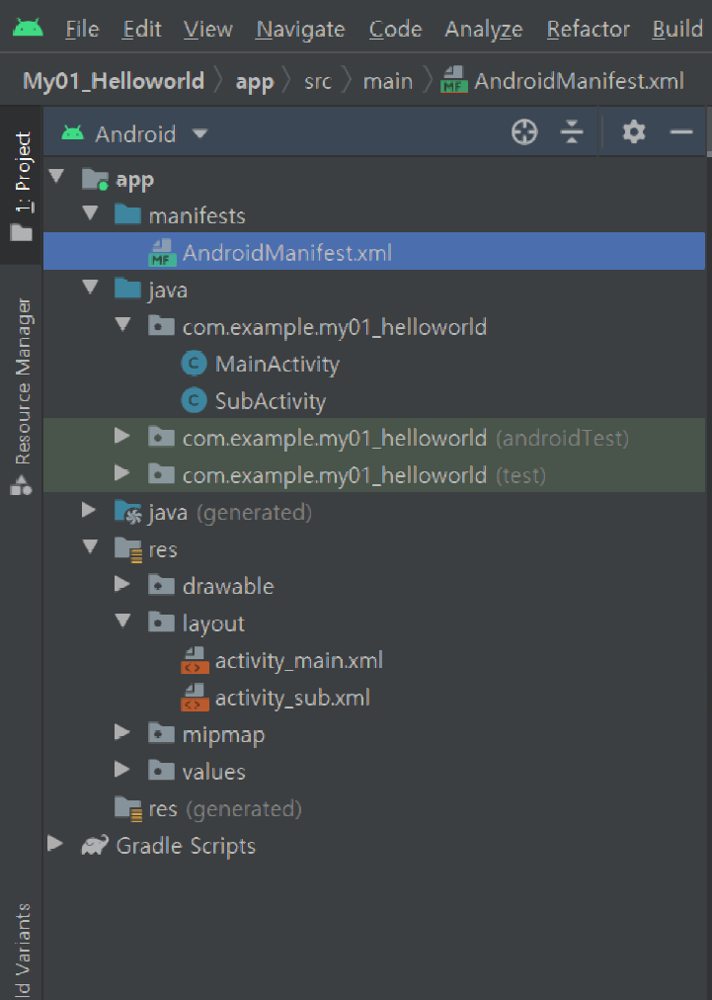 File Edit View Navigate Code Analyze Refactor Build
My01_Helloworld app src main MF AndroidManifest.xml
1: Project
Android
app
manifests
MF AndroidManifest.xml
java
com.example.my01_helloworld
C MainActivity
C SubActivity
com.example.my01_helloworld (androidTest)
com.example.my01_helloworld (test)
java (generated)
res
drawable
layout
<> activity_main.xml
<> activity_sub.xml
mipmap
values
res (generated)
Gradle Scripts
Resource Manager
ld Variants